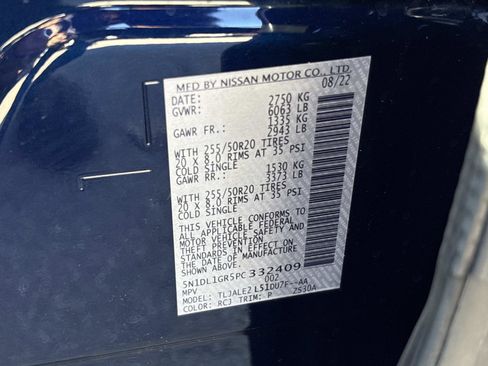 MFD BY NISSAN MOTOR CO., LTD.
DATE: 08/22
GVWR: 2750 KG
6063 LB
GAWR FR.: 1335 KG
2943 LB
WITH 255/50R20 TIRES
20 X 8.0 RIMS AT 35 PSI
COLD SINGLE
GAWR RR.: 1530 KG
3373 LB
WITH 255/50R20 TIRES
20 X 8.0 RIMS AT 35 PSI
COLD SINGLE
THIS VEHICLE CONFORMS TO
ALL APPLICABLE FEDERAL
MOTOR VEHICLE SAFETY AND
THEFT PREVENTION
STANDARDS IN EFFECT ON
THE DATE OF MANUFACTURE
SHOWN ABOVE.
5N1DL1GR5PC332409
MPV 002
MODEL: TLJALEZ L51DU7F--AA
COLOR: RCJ TRIM: P ZS30A